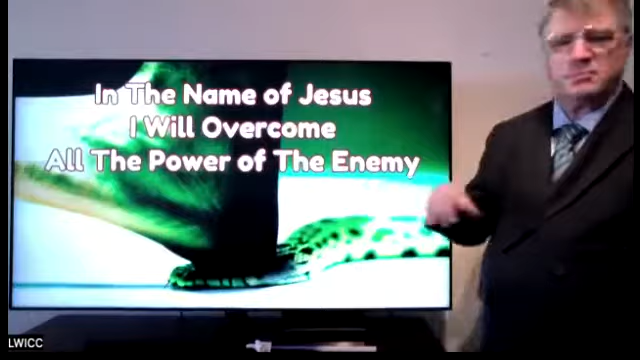 In The Name of Jesus
I Will Overcome
All The Power of The Enemy
LWICC